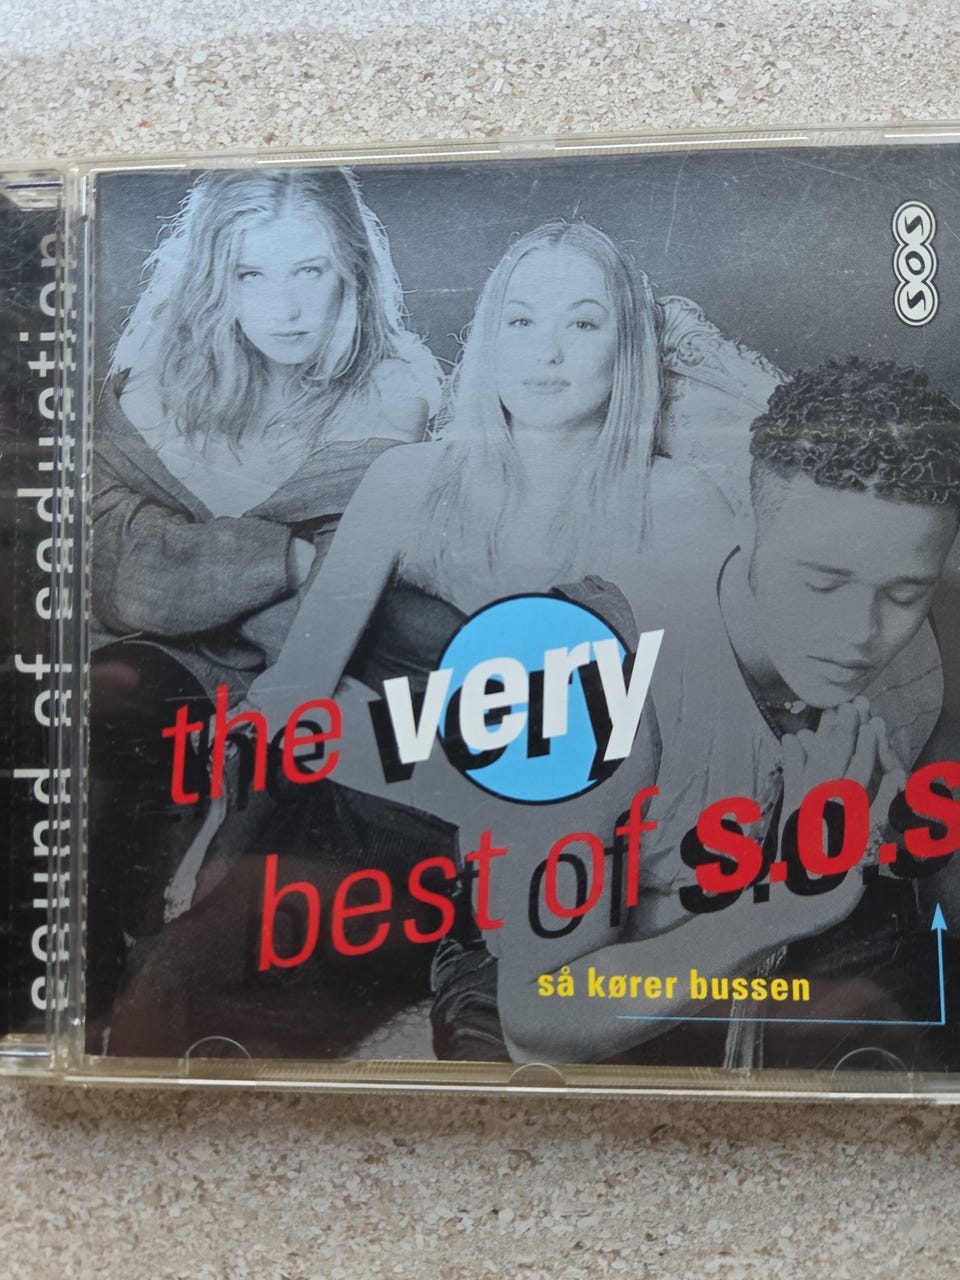 sound of seduction
SOS
the very
best of s.o.s
så kører bussen